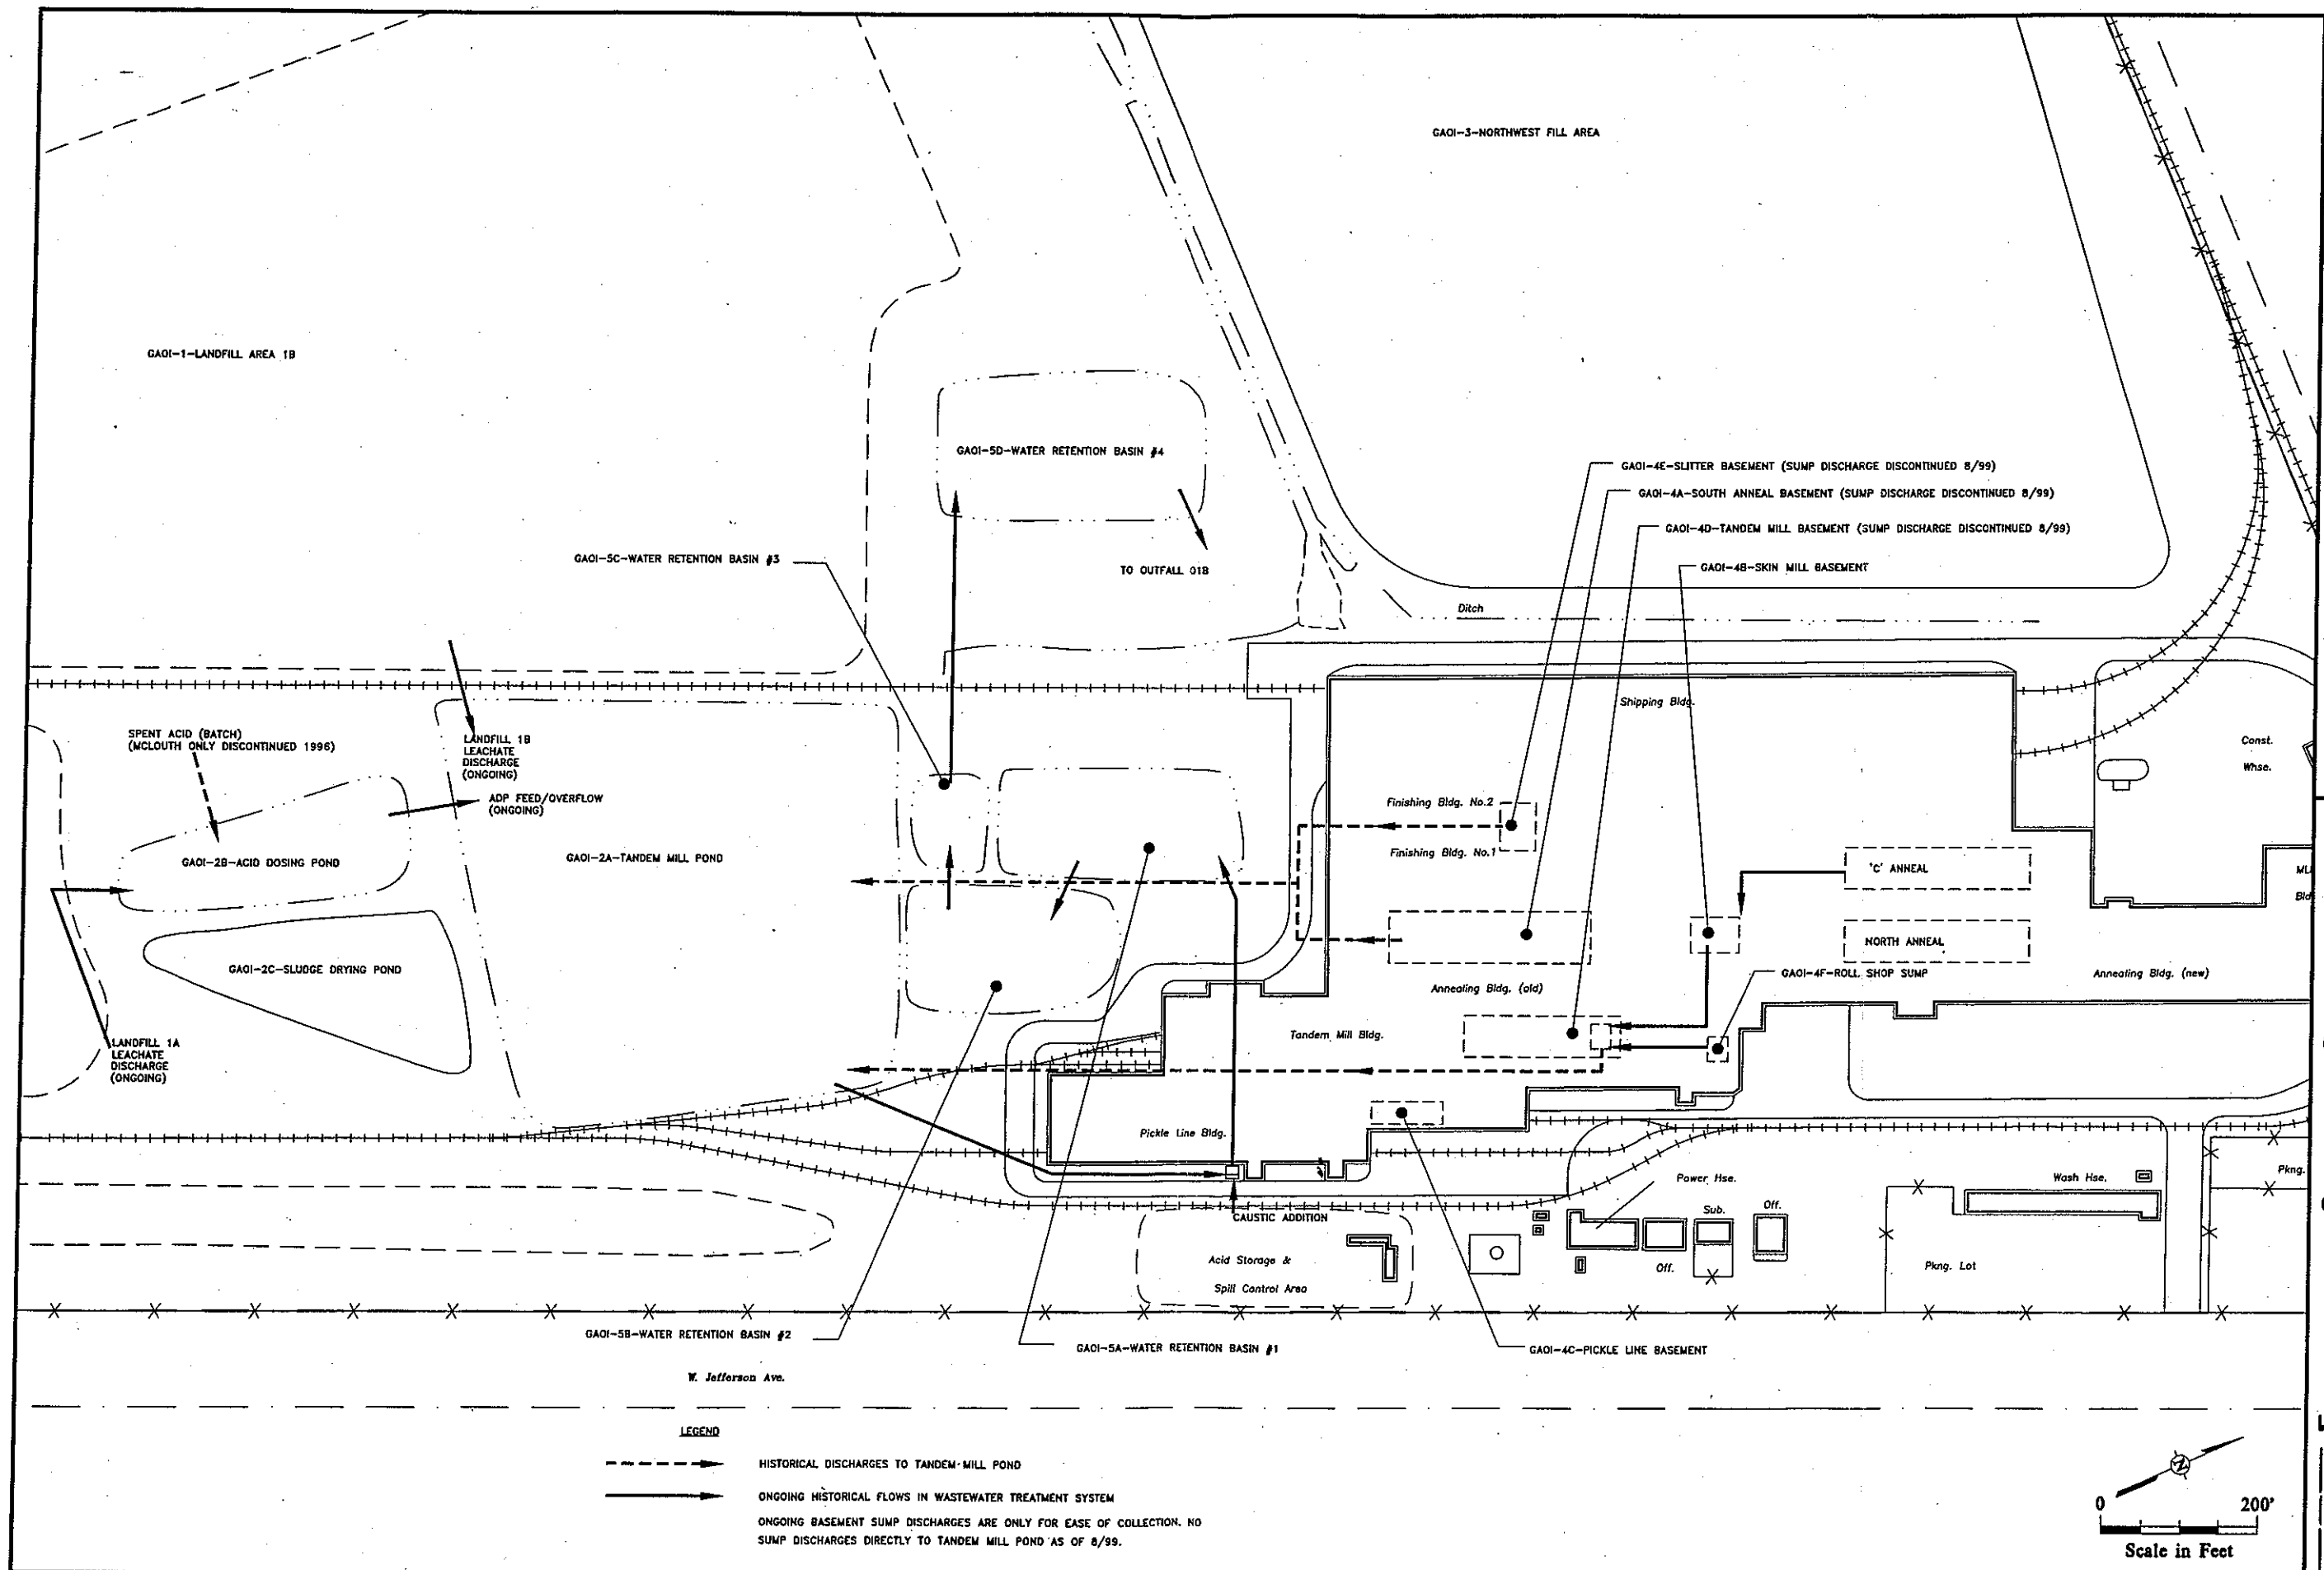 GAOI-3-NORTHWEST FILL AREA
GAOI-1-LANDFILL AREA 1B
GAOI-5D-WATER RETENTION BASIN #4
GAOI-4E-SLITTER BASEMENT (SUMP DISCHARGE DISCONTINUED 8/99)
GAOI-4A-SOUTH ANNEAL BASEMENT (SUMP DISCHARGE DISCONTINUED 8/99)
GAOI-4D-TANDEM MILL BASEMENT (SUMP DISCHARGE DISCONTINUED 8/99)
GAOI-5C-WATER RETENTION BASIN #3
TO OUTFALL 01B
GAOI-4B-SKIN MILL BASEMENT
Ditch
Shipping Bldg.
SPENT ACID (BATCH)
(MCLOUTH ONLY DISCONTINUED 1996)
LANDFILL 1B
LEACHATE
DISCHARGE
(ONGOING)
Const.
Whse.
ADP FEED/OVERFLOW
(ONGOING)
Finishing Bldg. No.2
Finishing Bldg. No.1
GAOI-2B-ACID DOSING POND
GAOI-2A-TANDEM MILL POND
'C' ANNEAL
NORTH ANNEAL
GAOI-2C-SLUDGE DRYING POND
GAOI-4F-ROLL SHOP SUMP
Annealing Bldg. (new)
Annealing Bldg. (old)
Tandem Mill Bldg.
LANDFILL 1A
LEACHATE
DISCHARGE
(ONGOING)
Pickle Line Bldg.
Power Hse.
Wash Hse.
Pkng.
Sub.
Off.
CAUSTIC ADDITION
Acid Storage &
Spill Control Area
Off.
Pkng. Lot
GAOI-5B-WATER RETENTION BASIN #2
GAOI-5A-WATER RETENTION BASIN #1
GAOI-4C-PICKLE LINE BASEMENT
W. Jefferson Ave.
LEGEND
HISTORICAL DISCHARGES TO TANDEM-MILL POND
ONGOING HISTORICAL FLOWS IN WASTEWATER TREATMENT SYSTEM
ONGOING BASEMENT SUMP DISCHARGES ARE ONLY FOR EASE OF COLLECTION. NO
SUMP DISCHARGES DIRECTLY TO TANDEM MILL POND AS OF 8/99.
N
0 200'
Scale in Feet